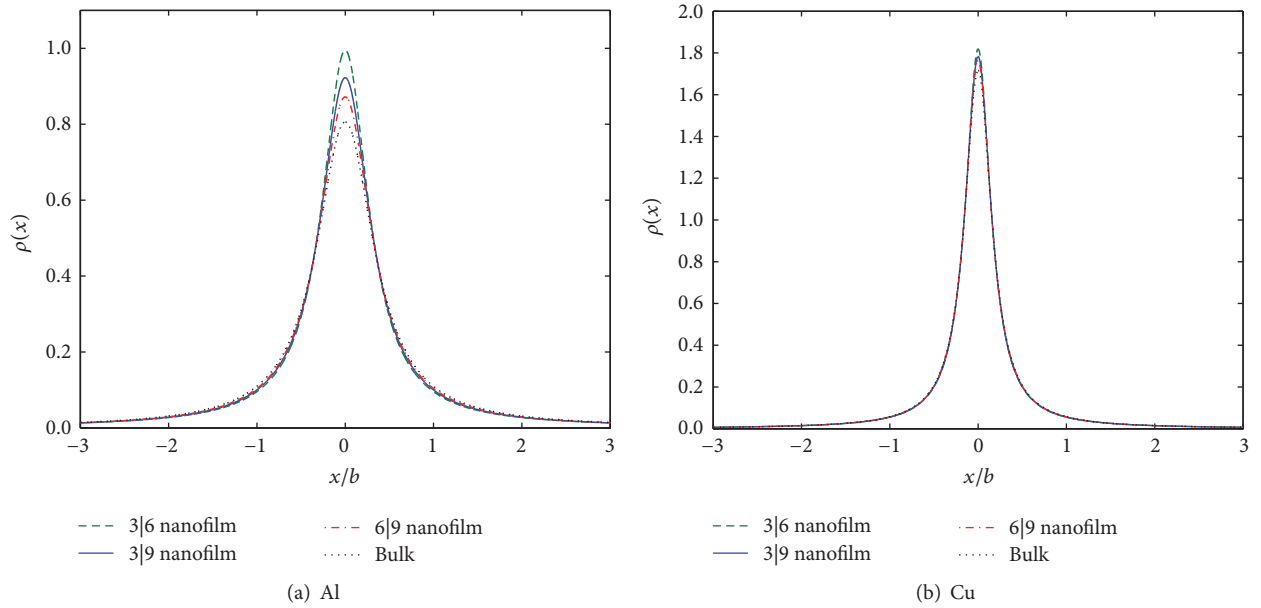 1.0
0.8
0.6
0.4
0.2
0.0
ρ(x)
−3 −2 −1 0 1 2 3
x/b
3|6 nanofilm
3|9 nanofilm
6|9 nanofilm
Bulk
(a) Al
2.0
1.8
1.6
1.4
1.2
1.0
0.8
0.6
0.4
0.2
0.0
ρ(x)
−3 −2 −1 0 1 2 3
x/b
3|6 nanofilm
3|9 nanofilm
6|9 nanofilm
Bulk
(b) Cu